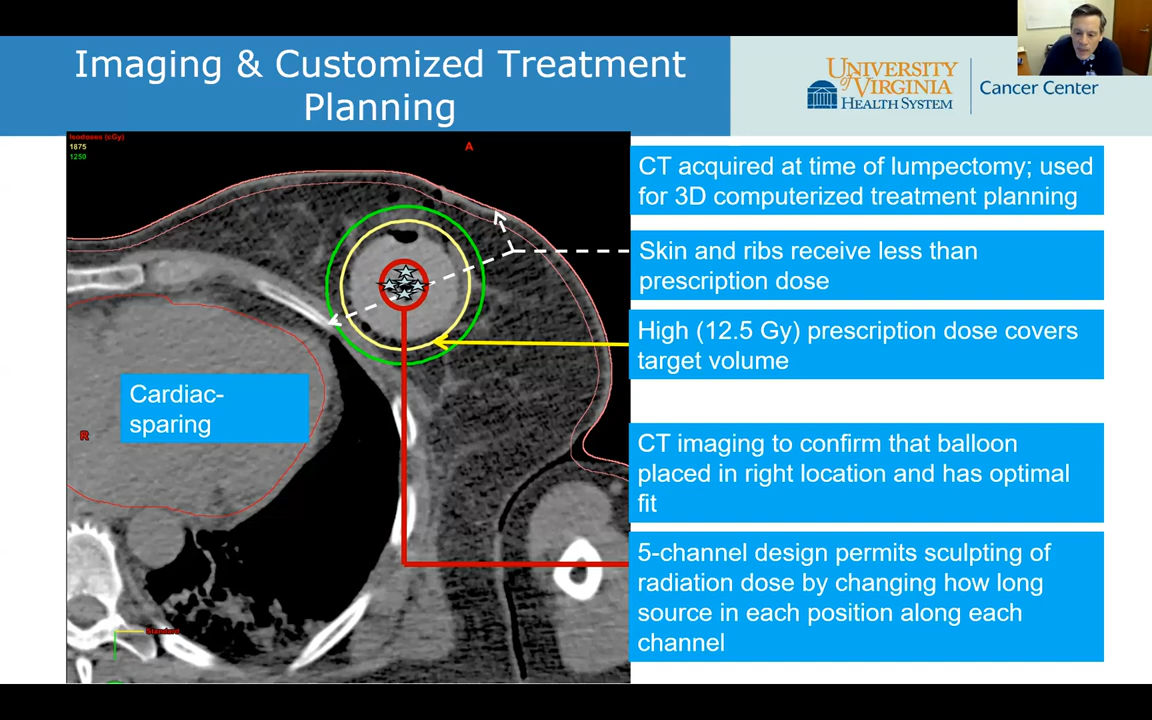 Imaging & Customized Treatment
Planning
UNIVERSITY
of VIRGINIA
HEALTH SYSTEM
Cancer Center
Isodoses (cGy)
1875
1250
A
CT acquired at time of lumpectomy; used
for 3D computerized treatment planning
Skin and ribs receive less than
prescription dose
High (12.5 Gy) prescription dose covers
target volume
Cardiac-
sparing
R
CT imaging to confirm that balloon
placed in right location and has optimal
fit
5-channel design permits sculpting of
radiation dose by changing how long
source in each position along each
channel
Standard